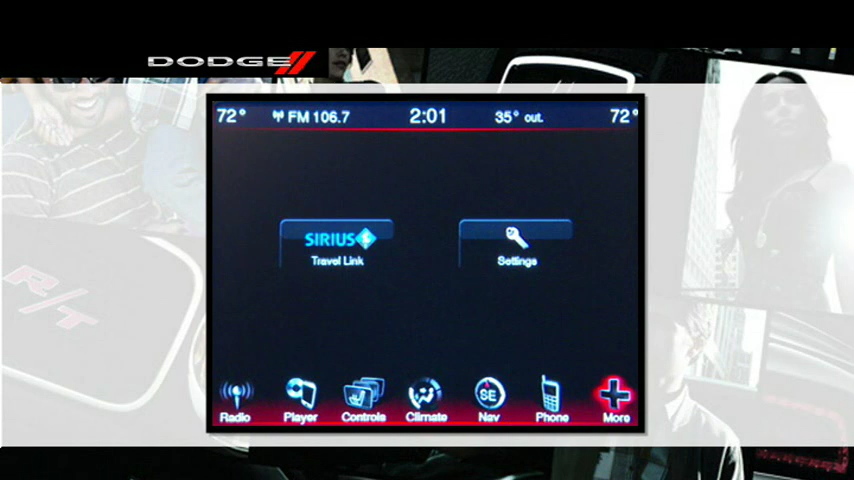 DODGE
72° FM 106.7 2:01 35° out. 72°
SIRIUS
Travel Link
Settings
SE
Radio Player Controls Climate Nav Phone More
R/T